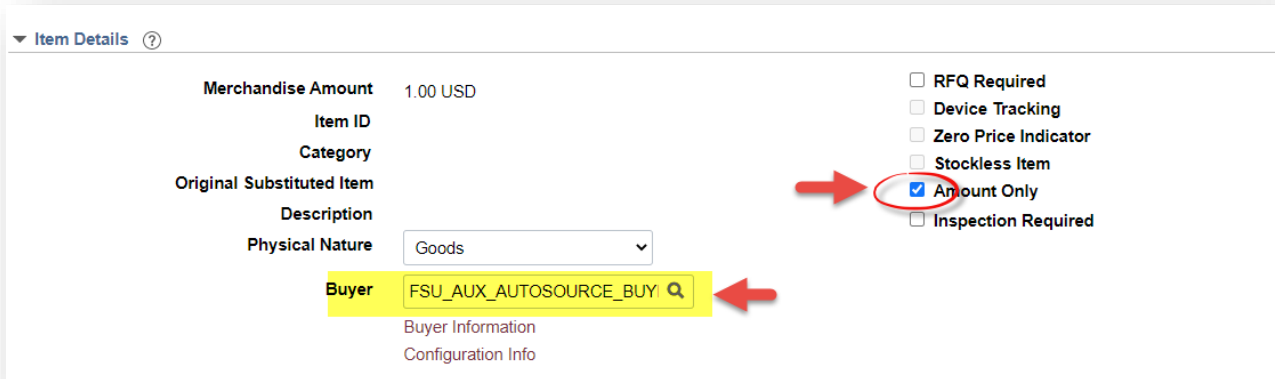 Item Details ?
Merchandise Amount 1.00 USD
Item ID
Category
Original Substituted Item
Description
Physical Nature Goods
Buyer FSU_AUX_AUTOSOURCE_BUY
Buyer Information
Configuration Info
RFQ Required
Device Tracking
Zero Price Indicator
Stockless Item
Amount Only
Inspection Required